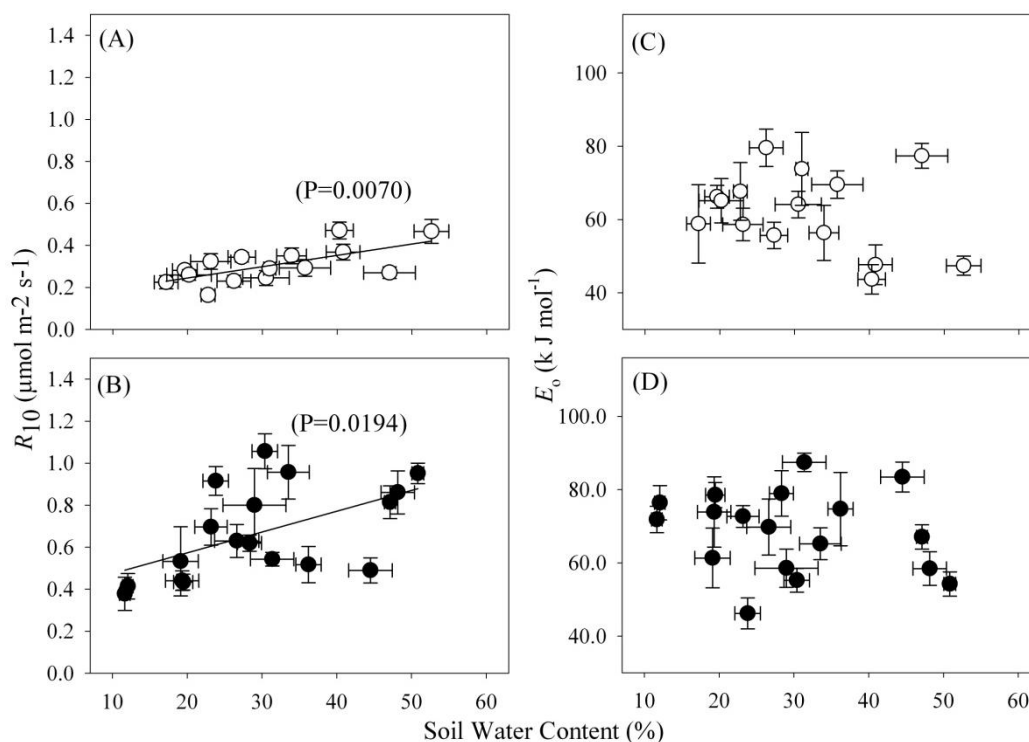 (A)
1.4
1.2
1.0
0.8
0.6
0.4
0.2
0.0
(P=0.0070)
(C)
100
80
60
40
R10 (μmol m-2 s-1)
Eo (k J mol-1)
(B)
1.4
1.2
1.0
0.8
0.6
0.4
0.2
0.0
(P=0.0194)
10 20 30 40 50 60
(D)
100.0
80.0
60.0
40.0
10 20 30 40 50 60
Soil Water Content (%)